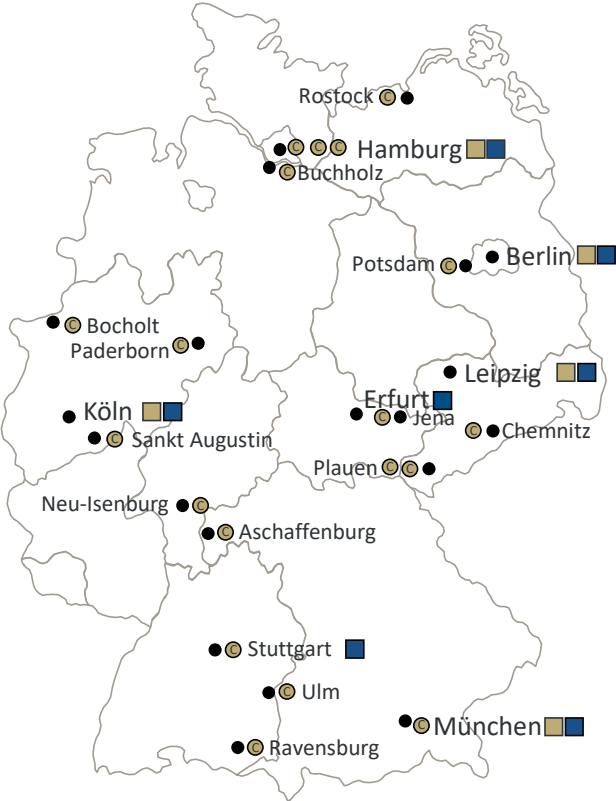 Rostock C
C C C Hamburg
C Buchholz
Potsdam C
Berlin
C Bocholt
Paderborn C
Leipzig
Erfurt
Köln
C Jena
C Chemnitz
C Sankt Augustin
Plauen C C
Neu-Isenburg C
C Aschaffenburg
C Stuttgart
C Ulm
C München
C Ravensburg